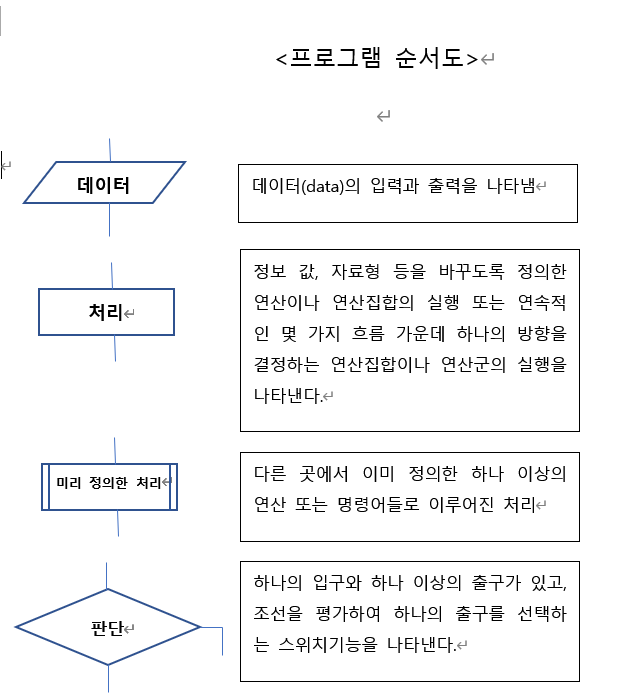 <프로그램 순서도>
데이터
데이터(data)의 입력과 출력을 나타냄
처리
정보 값, 자료형 등을 바꾸도록 정의한
연산이나 연산집합의 실행 또는 연속적
인 몇 가지 흐름 가운데 하나의 방향을
결정하는 연산집합이나 연산군의 실행을
나타낸다.
미리 정의한 처리
다른 곳에서 이미 정의한 하나 이상의
연산 또는 명령어들로 이루어진 처리
판단
하나의 입구와 하나 이상의 출구가 있고,
조선을 평가하여 하나의 출구를 선택하
는 스위치기능을 나타낸다.